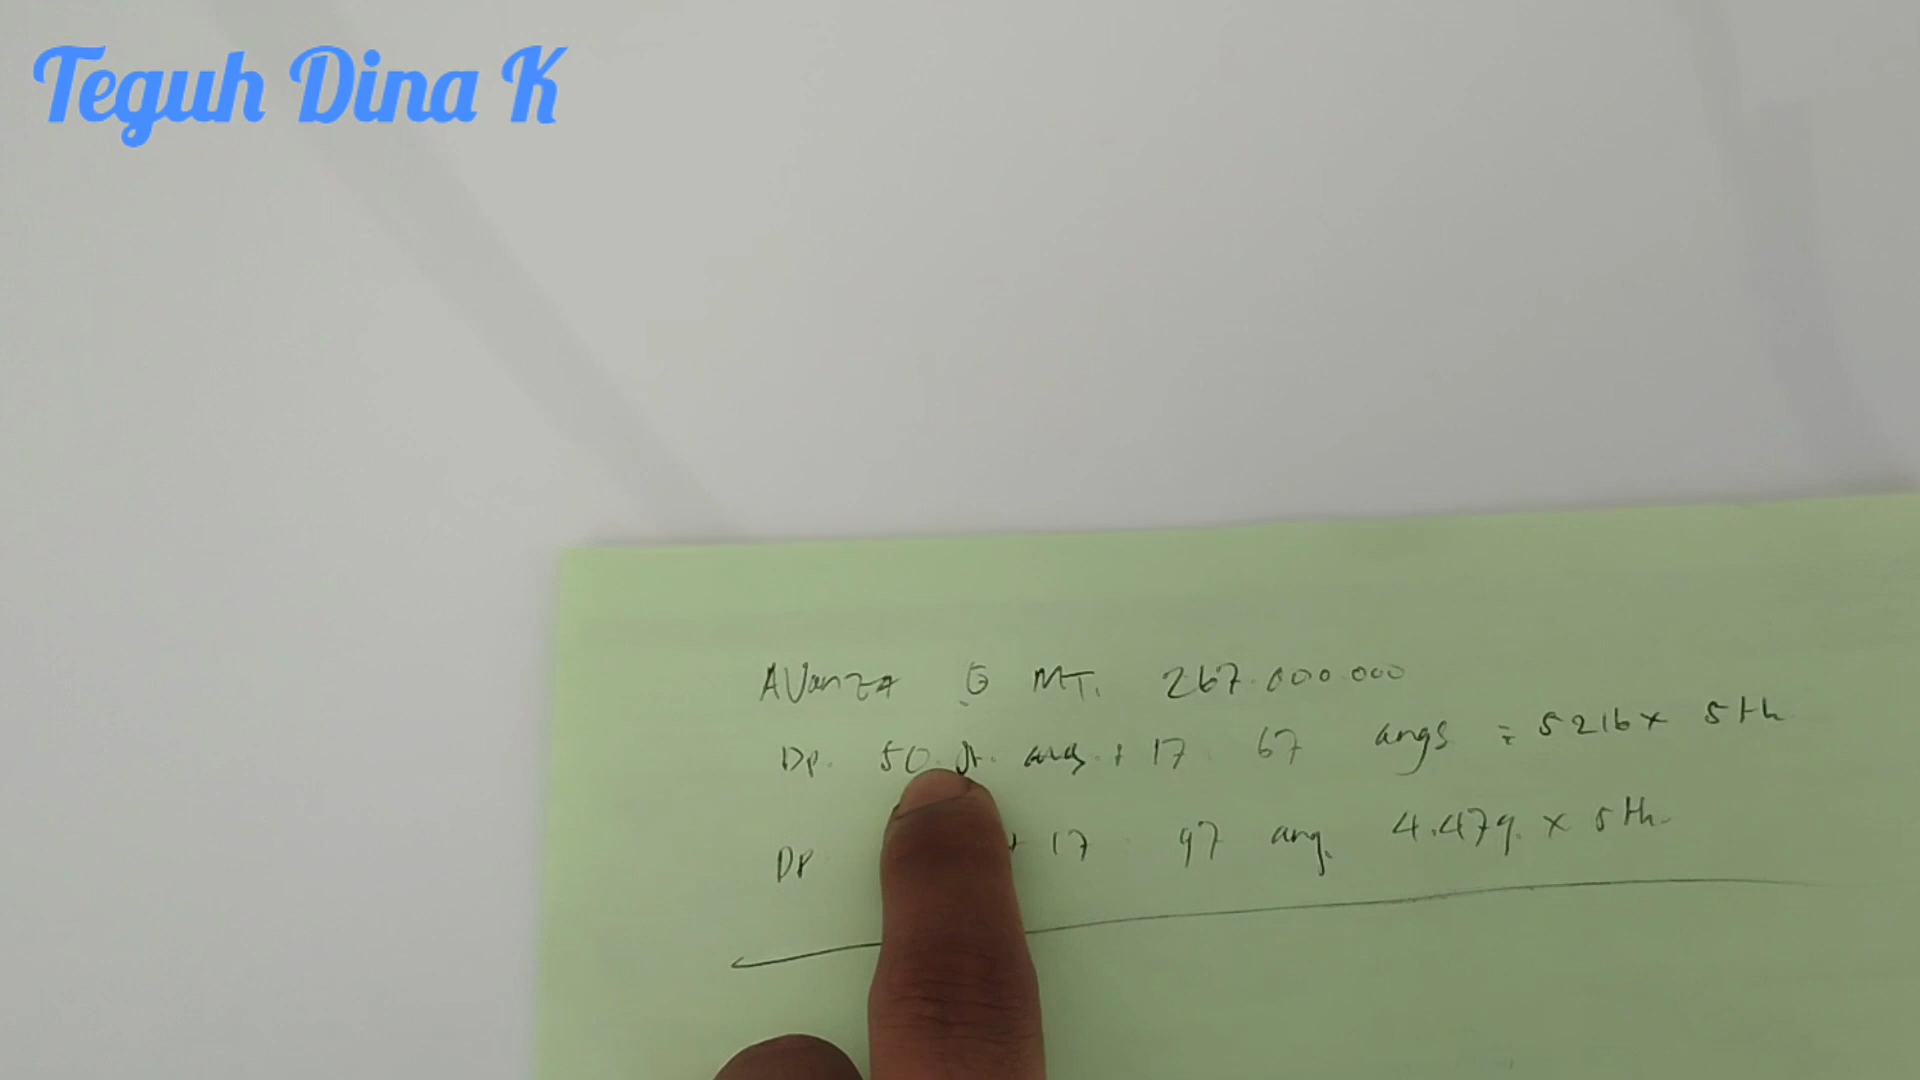 Teguh Dina K
AVanza G MT. 267.000.000
Dp. 50 Jt. angs + 17 67 angs = 5216 x 5 th
DP + 17 97 ang. 4.479. x 5 th.